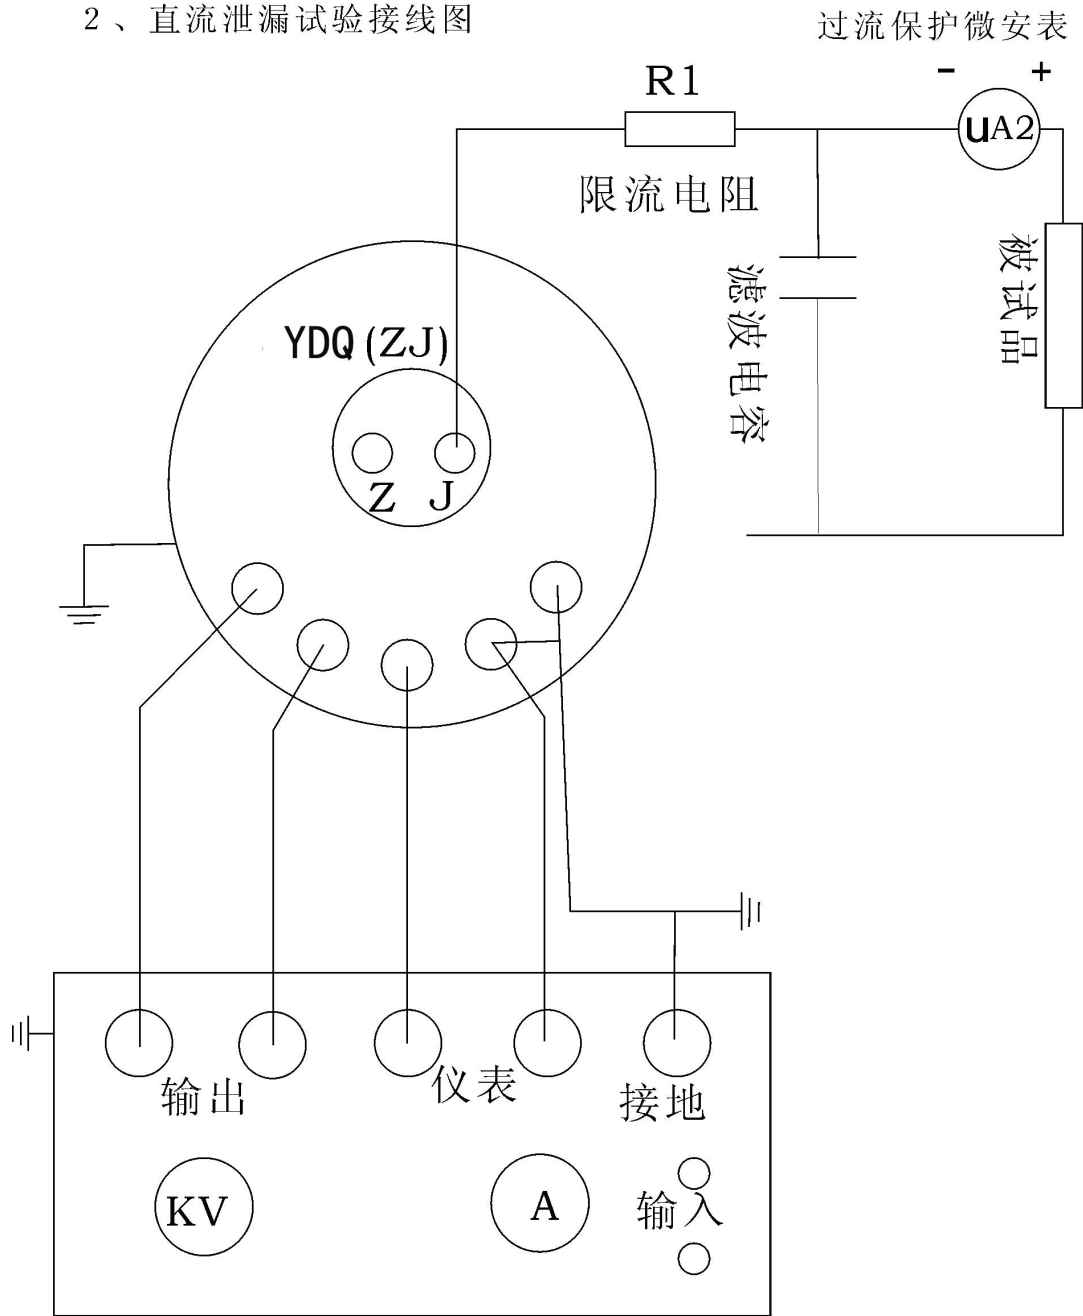 2、直流泄漏试验接线图
过流保护微安表
- +
R1
uA2
限流电阻
滤波电容
被试品
YDQ(ZJ)
Z J
输出
仪表
接地
KV
A
输入